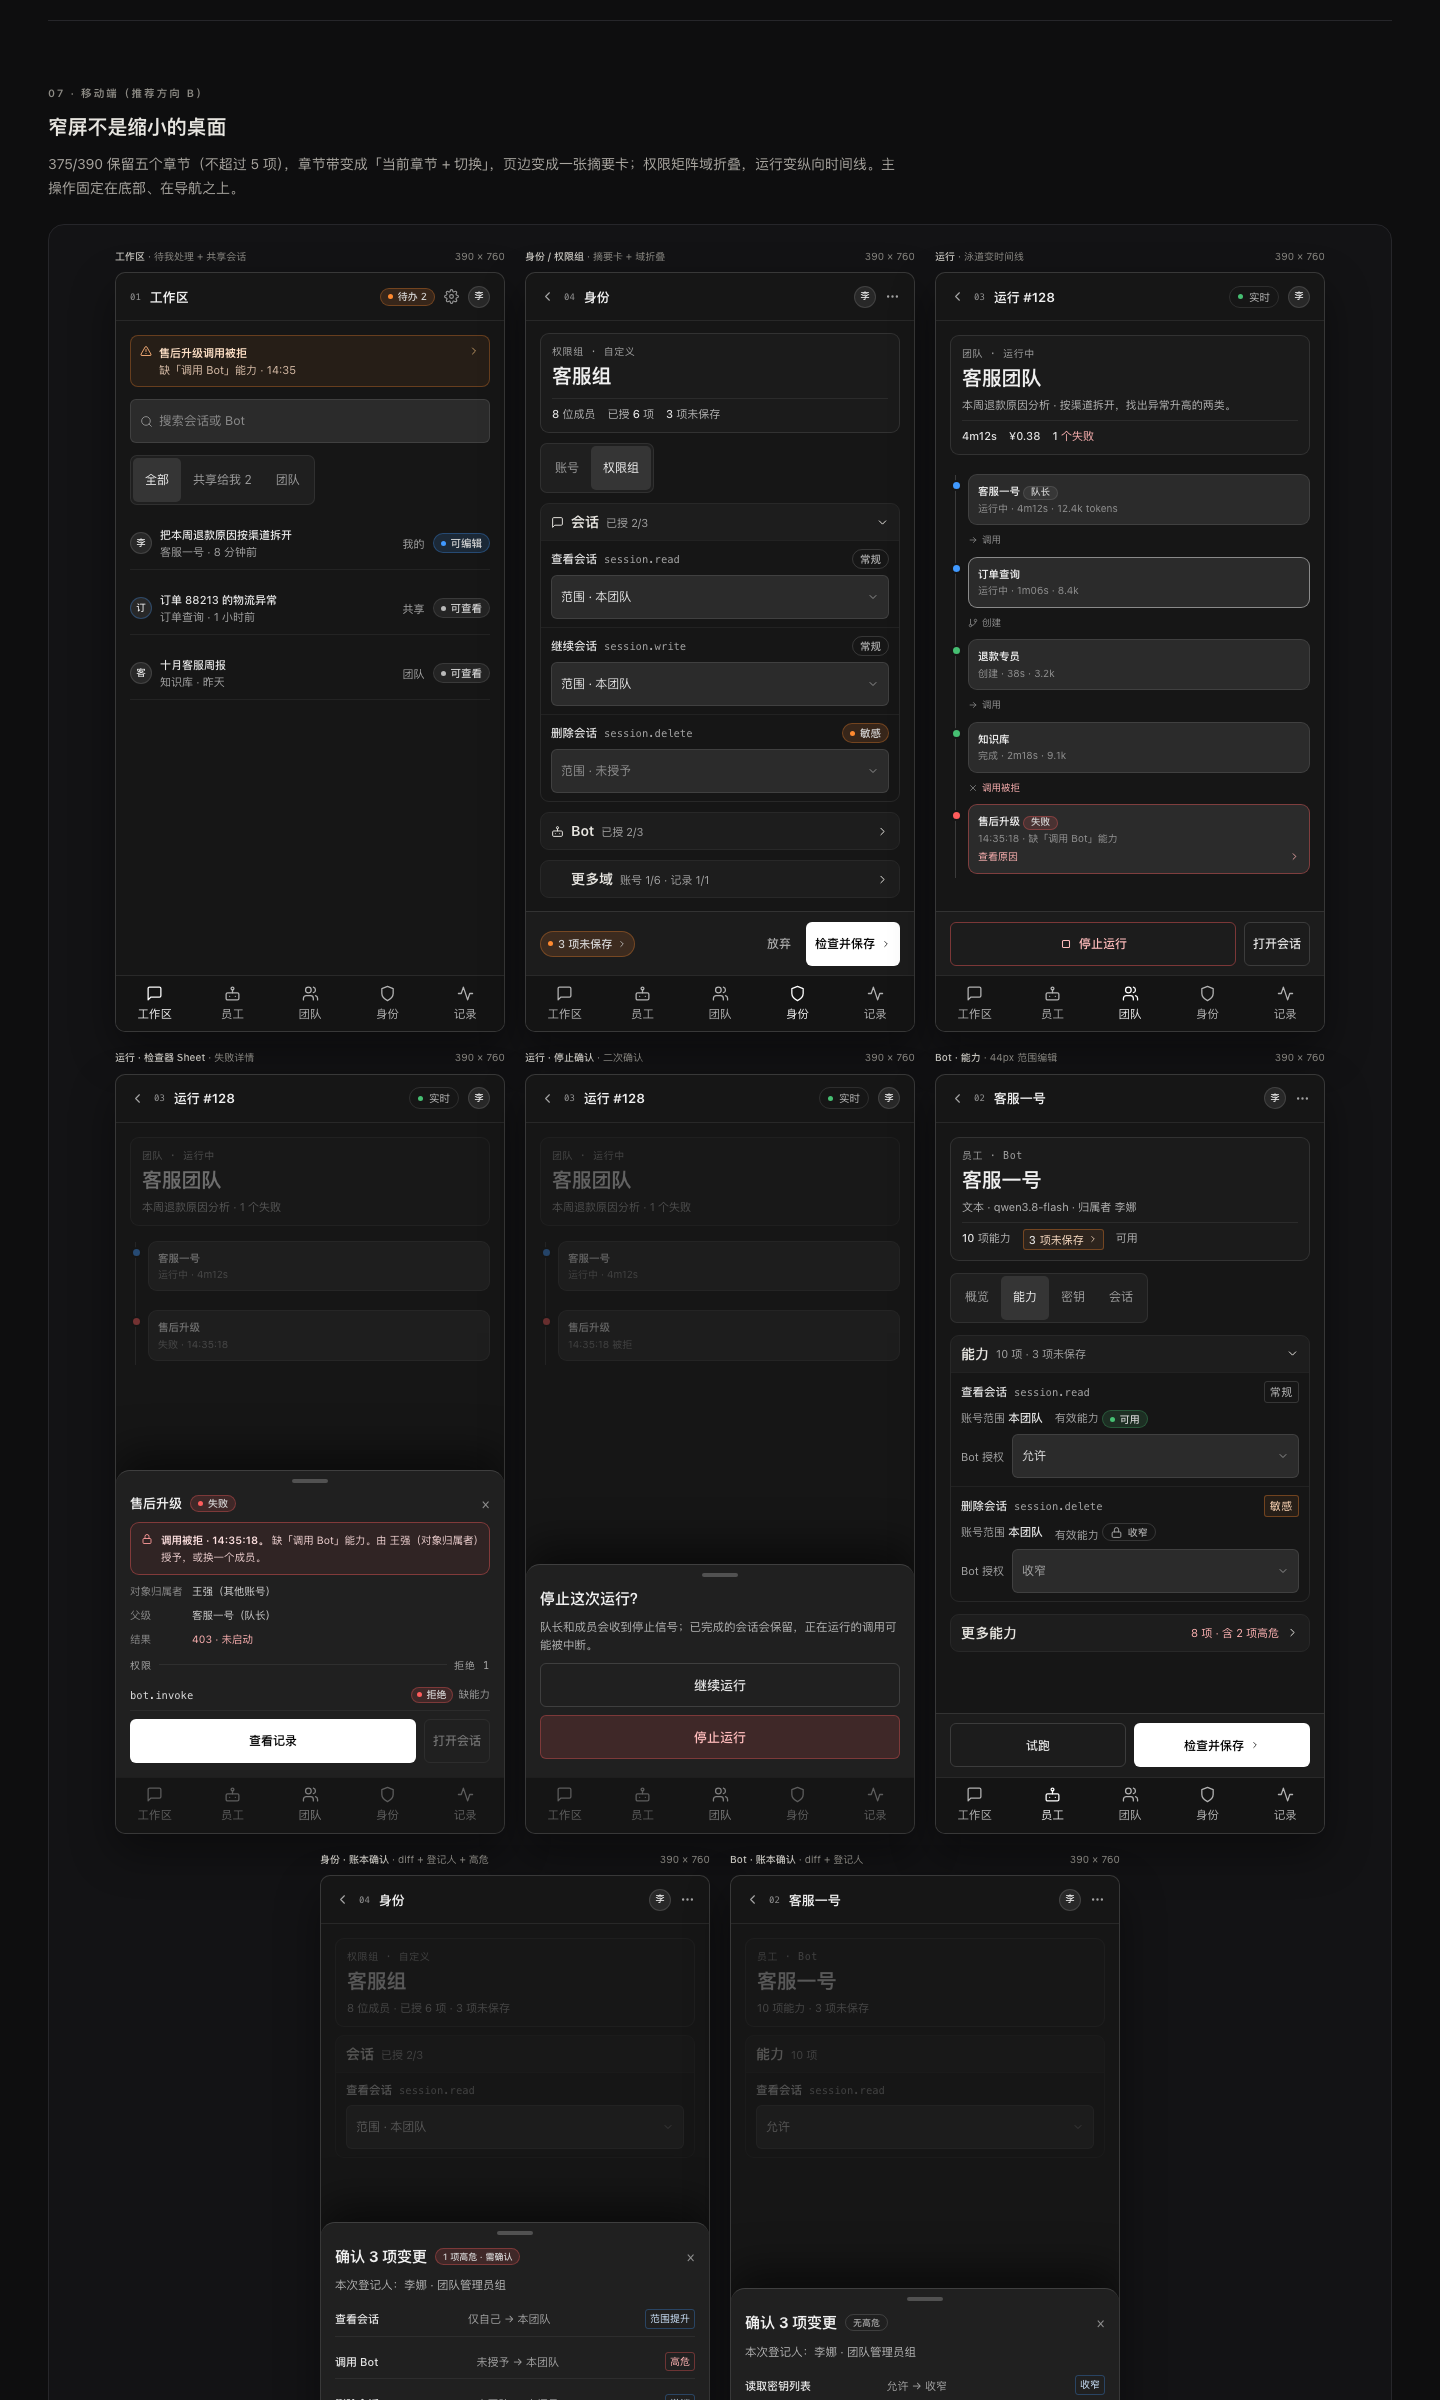 07 · 移动端（推荐方向 B）
窄屏不是缩小的桌面
375/390 保留五个章节（不超过 5 项），章节带变成「当前章节 + 切换」，页边变成一张摘要卡；权限矩阵域折叠，运行变纵向时间线。主
操作固定在底部、在导航之上。
工作区 · 待我处理 + 共享会话 390 × 760
01 工作区 待办 2 李
售后升级调用被拒
缺「调用 Bot」能力 · 14:35
搜索会话或 Bot
全部 共享给我 2 团队
李 把本周退款原因按渠道拆开 我的 可编辑
客服一号 · 8 分钟前
订 订单 88213 的物流异常 共享 可查看
订单查询 · 1 小时前
客 十月客服周报 团队 可查看
知识库 · 昨天
工作区 员工 团队 身份 记录
身份 / 权限组 · 摘要卡 + 域折叠 390 × 760
04 身份 李
权限组 · 自定义
客服组
8 位成员 已授 6 项 3 项未保存
账号 权限组
会话 已授 2/3
查看会话 session.read 常规
范围 · 本团队
继续会话 session.write 常规
范围 · 本团队
删除会话 session.delete 敏感
范围 · 未授予
Bot 已授 2/3
更多域 账号 1/6 · 记录 1/1
3 项未保存 放弃 检查并保存
工作区 员工 团队 身份 记录
运行 · 泳道变时间线 390 × 760
03 运行 #128 实时 李
团队 · 运行中
客服团队
本周退款原因分析 · 按渠道拆开，找出异常升高的两类。
4m12s ¥0.38 1 个失败
客服一号 队长
运行中 · 4m12s · 12.4k tokens
→ 调用
订单查询
运行中 · 1m06s · 8.4k
创建
退款专员
创建 · 38s · 3.2k
→ 调用
知识库
完成 · 2m18s · 9.1k
× 调用被拒
售后升级 失败
14:35:18 · 缺「调用 Bot」能力
查看原因
停止运行 打开会话
工作区 员工 团队 身份 记录
运行 · 检查器 Sheet · 失败详情 390 × 760
03 运行 #128 实时 李
团队 · 运行中
客服团队
本周退款原因分析 · 1 个失败
客服一号
运行中 · 4m12s
售后升级
失败 · 14:35:18
售后升级 失败 ×
调用被拒 · 14:35:18。 缺「调用 Bot」能力。由 王强（对象归属者）
授予，或换一个成员。
对象归属者 王强（其他账号）
父级 客服一号（队长）
结果 403 · 未启动
权限 拒绝 1
bot.invoke 拒绝 缺能力
查看记录 打开会话
工作区 员工 团队 身份 记录
运行 · 停止确认 · 二次确认 390 × 760
03 运行 #128 实时 李
团队 · 运行中
客服团队
本周退款原因分析 · 1 个失败
客服一号
运行中 · 4m12s
售后升级
14:35:18 被拒
停止这次运行?
队长和成员会收到停止信号；已完成的会话会保留，正在运行的调用可
能被中断。
继续运行
停止运行
工作区 员工 团队 身份 记录
Bot · 能力 · 44px 范围编辑 390 × 760
02 客服一号 李
员工 · Bot
客服一号
文本 · qwen3.8-flash · 归属者 李娜
10 项能力 3 项未保存 可用
概览 能力 密钥 会话
能力 10 项 · 3 项未保存
查看会话 session.read 常规
账号范围 本团队 有效能力 可用
Bot 授权 允许
删除会话 session.delete 敏感
账号范围 本团队 有效能力 收窄
Bot 授权 收窄
更多能力 8 项 · 含 2 项高危
试跑 检查并保存
工作区 员工 团队 身份 记录
身份 · 账本确认 · diff + 登记人 + 高危 390 × 760
04 身份 李
权限组 · 自定义
客服组
8 位成员 · 已授 6 项 · 3 项未保存
会话 已授 2/3
查看会话 session.read
范围 · 本团队
确认 3 项变更 1 项高危 · 需确认 ×
本次登记人：李娜 · 团队管理员组
查看会话 仅自己 → 本团队 范围提升
调用 Bot 未授予 → 本团队 高危
Bot · 账本确认 · diff + 登记人 390 × 760
02 客服一号 李
员工 · Bot
客服一号
10 项能力 · 3 项未保存
能力 10 项
查看会话 session.read
允许
确认 3 项变更 无高危 ×
本次登记人：李娜 · 团队管理员组
读取密钥列表 允许 → 收窄 收窄